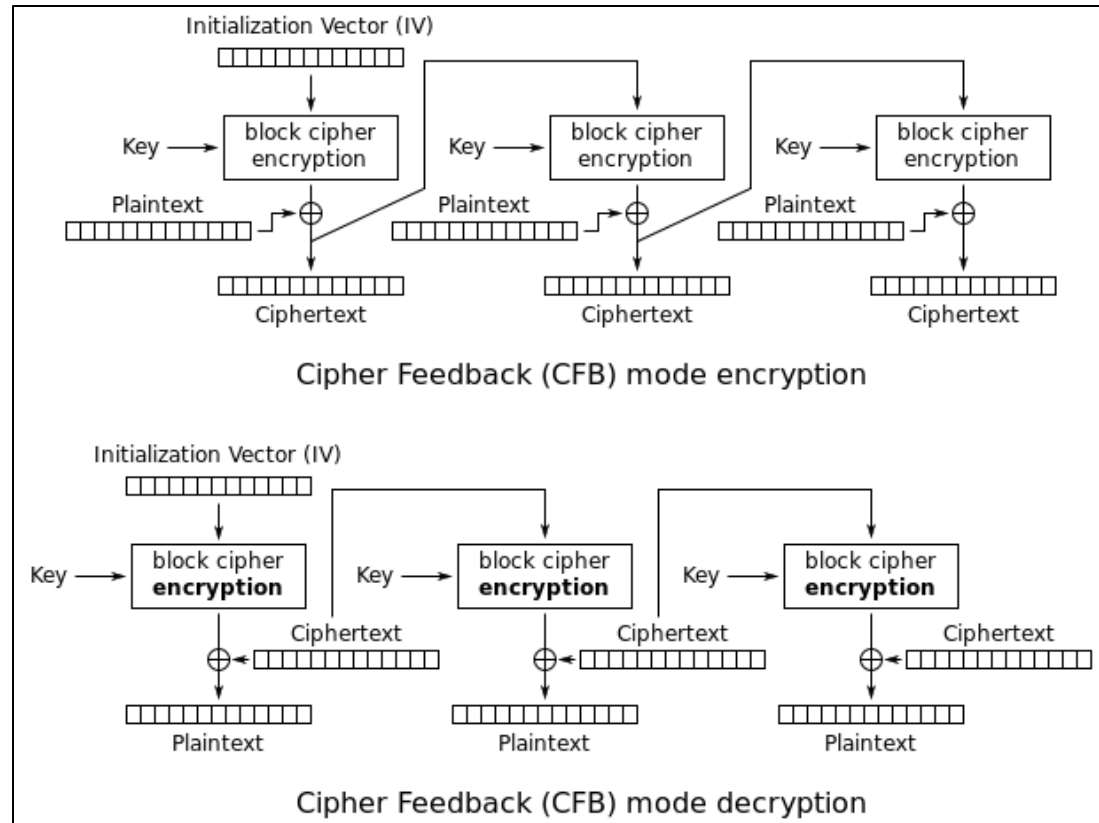 Initialization Vector (IV)
block cipher
encryption
block cipher
encryption
block cipher
encryption
Key
Key
Key
Plaintext
Plaintext
Plaintext
Ciphertext
Ciphertext
Ciphertext
Cipher Feedback (CFB) mode encryption
Initialization Vector (IV)
block cipher
encryption
block cipher
encryption
block cipher
encryption
Key
Key
Key
Ciphertext
Ciphertext
Ciphertext
Plaintext
Plaintext
Plaintext
Cipher Feedback (CFB) mode decryption